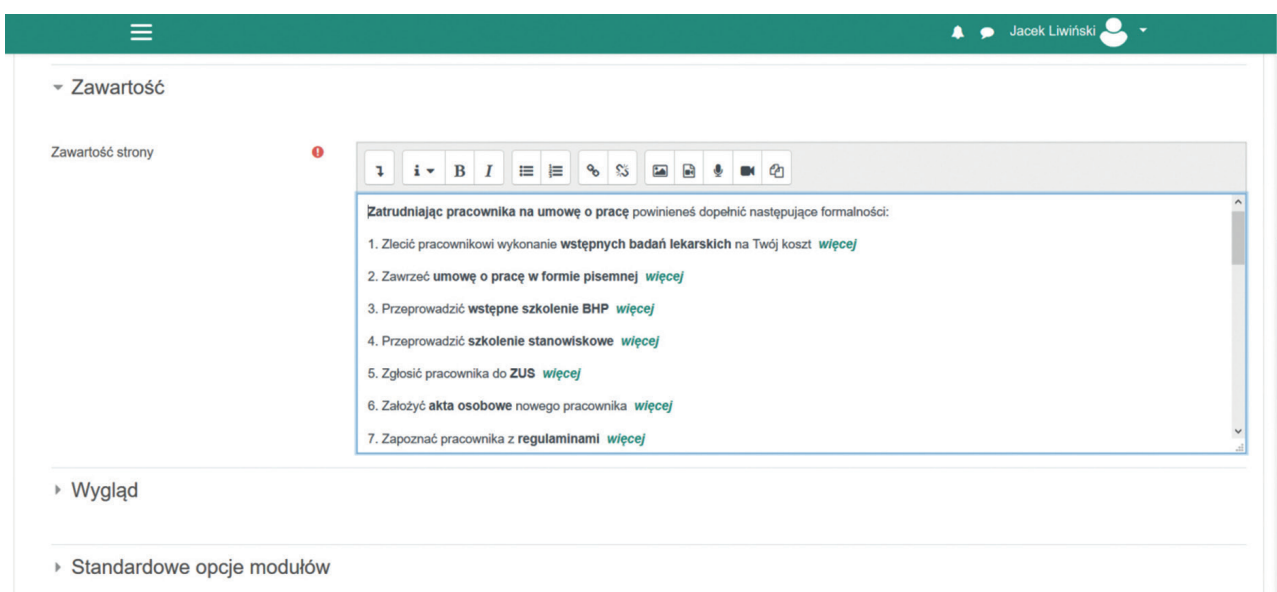 Jacek Liwiński
Zawartość
Zawartość strony
Zatrudniając pracownika na umowę o pracę powinieneś dopełnić następujące formalności:
1. Zlecić pracownikowi wykonanie wstępnych badań lekarskich na Twój koszt więcej
2. Zawrzeć umowę o pracę w formie pisemnej więcej
3. Przeprowadzić wstępne szkolenie BHP więcej
4. Przeprowadzić szkolenie stanowiskowe więcej
5. Zgłosić pracownika do ZUS więcej
6. Założyć akta osobowe nowego pracownika więcej
7. Zapoznać pracownika z regulaminami więcej
Wygląd
Standardowe opcje modułów